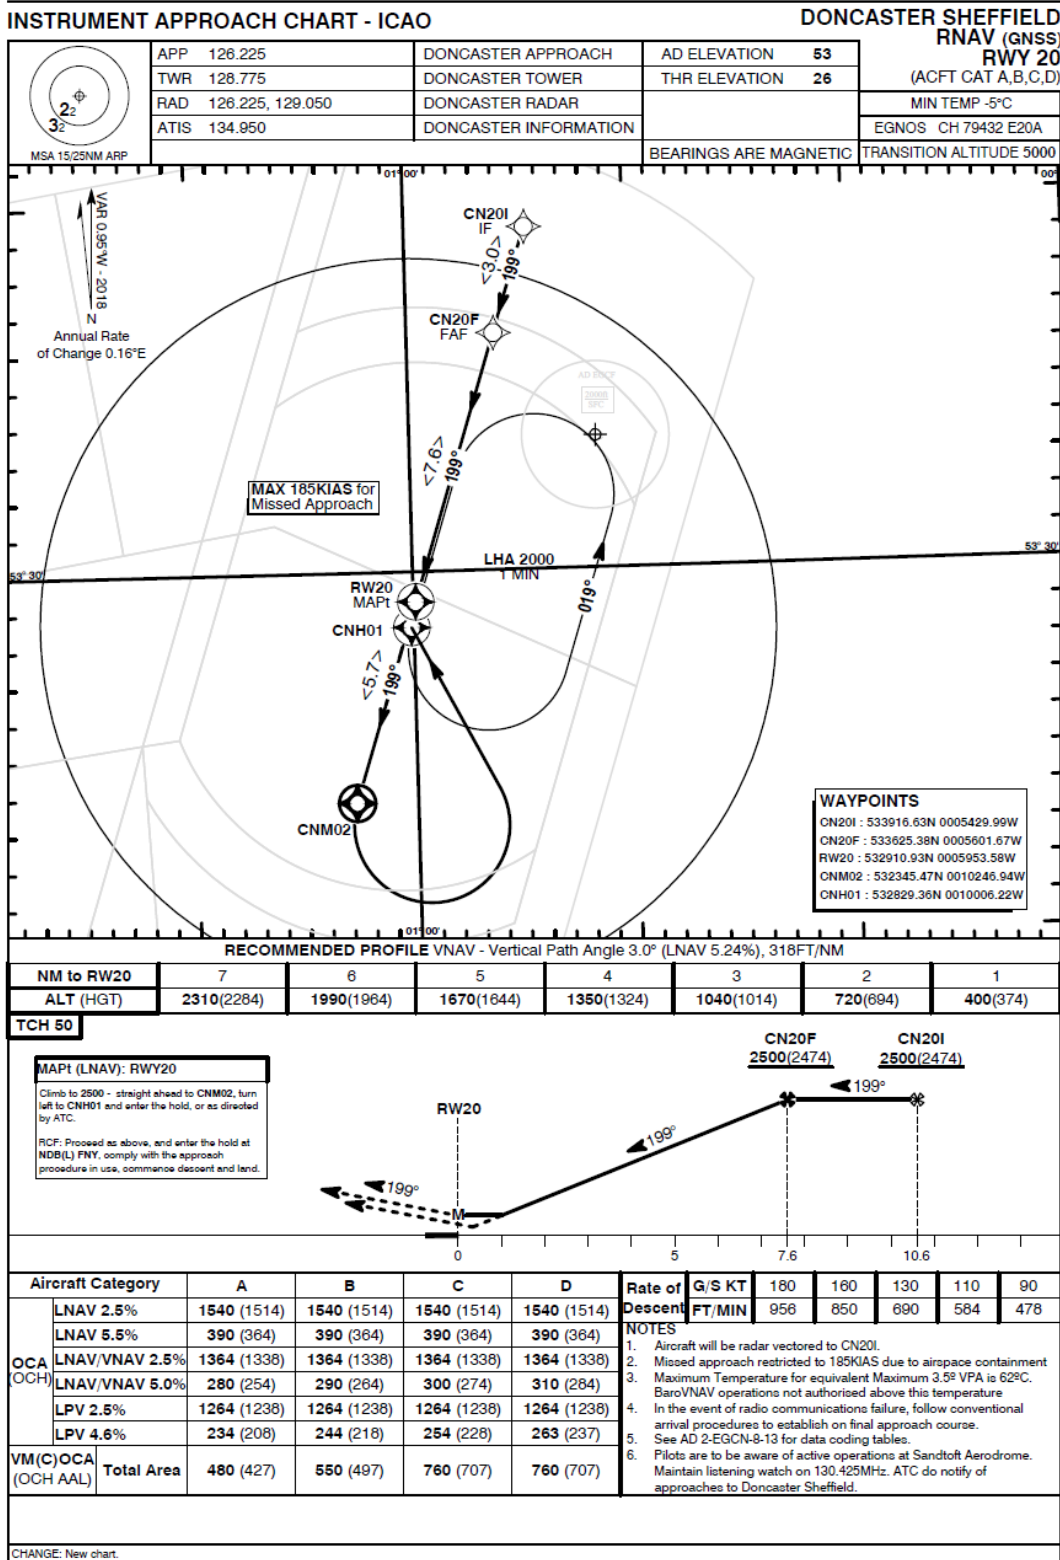 INSTRUMENT APPROACH CHART - ICAO
DONCASTER SHEFFIELD
RNAV (GNSS)
RWY 20
(ACFT CAT A,B,C,D)
APP 126.225 DONCASTER APPROACH AD ELEVATION 53
TWR 128.775 DONCASTER TOWER THR ELEVATION 26
RAD 126.225, 129.050 DONCASTER RADAR
ATIS 134.950 DONCASTER INFORMATION
MIN TEMP -5°C
EGNOS CH 79432 E20A
BEARINGS ARE MAGNETIC TRANSITION ALTITUDE 5000
22
32
MSA 15/25NM ARP
01° 00'
00°
VAR 0.95°W - 2018
N
Annual Rate
of Change 0.16°E
CN20I
IF
<3.0>
199°
CN20F
FAF
AD EGCF
2000ft
SFC
<7.6>
199°
MAX 185KIAS for
Missed Approach
53° 30'
53° 30'
LHA 2000
1 MIN
019°
RW20
MAPt
CNH01
<5.7>
199°
CNM02
WAYPOINTS
CN20I : 533916.63N 0005429.99W
CN20F : 533625.38N 0005601.67W
RW20 : 532910.93N 0005953.58W
CNM02 : 532345.47N 0010246.94W
CNH01 : 532829.36N 0010006.22W
01° 00'
RECOMMENDED PROFILE VNAV - Vertical Path Angle 3.0° (LNAV 5.24%), 318FT/NM
NM to RW20 7 6 5 4 3 2 1
ALT (HGT) 2310(2284) 1990(1964) 1670(1644) 1350(1324) 1040(1014) 720(694) 400(374)
TCH 50
MAPt (LNAV): RWY20
Climb to 2500 - straight ahead to CNM02, turn
left to CNH01 and enter the hold, or as directed
by ATC.
RCF: Proceed as above, and enter the hold at
NDB(L) FNY, comply with the approach
procedure in use, commence descent and land.
CN20F
2500(2474)
CN20I
2500(2474)
199°
RW20
199°
199°
M
0 5 7.6 10.6
Aircraft Category A B C D
OCA
(OCH)
LNAV 2.5% 1540 (1514) 1540 (1514) 1540 (1514) 1540 (1514)
LNAV 5.5% 390 (364) 390 (364) 390 (364) 390 (364)
LNAV/VNAV 2.5% 1364 (1338) 1364 (1338) 1364 (1338) 1364 (1338)
LNAV/VNAV 5.0% 280 (254) 290 (264) 300 (274) 310 (284)
LPV 2.5% 1264 (1238) 1264 (1238) 1264 (1238) 1264 (1238)
LPV 4.6% 234 (208) 244 (218) 254 (228) 263 (237)
VM(C)OCA
(OCH AAL)
Total Area 480 (427) 550 (497) 760 (707) 760 (707)
Rate of
Descent
G/S KT 180 160 130 110 90
FT/MIN 956 850 690 584 478
NOTES
1. Aircraft will be radar vectored to CN20I.
2. Missed approach restricted to 185KIAS due to airspace containment
3. Maximum Temperature for equivalent Maximum 3.5º VPA is 62ºC.
BaroVNAV operations not authorised above this temperature
4. In the event of radio communications failure, follow conventional
arrival procedures to establish on final approach course.
5. See AD 2-EGCN-8-13 for data coding tables.
6. Pilots are to be aware of active operations at Sandtoft Aerodrome.
Maintain listening watch on 130.425MHz. ATC do notify of
approaches to Doncaster Sheffield.
CHANGE: New chart.